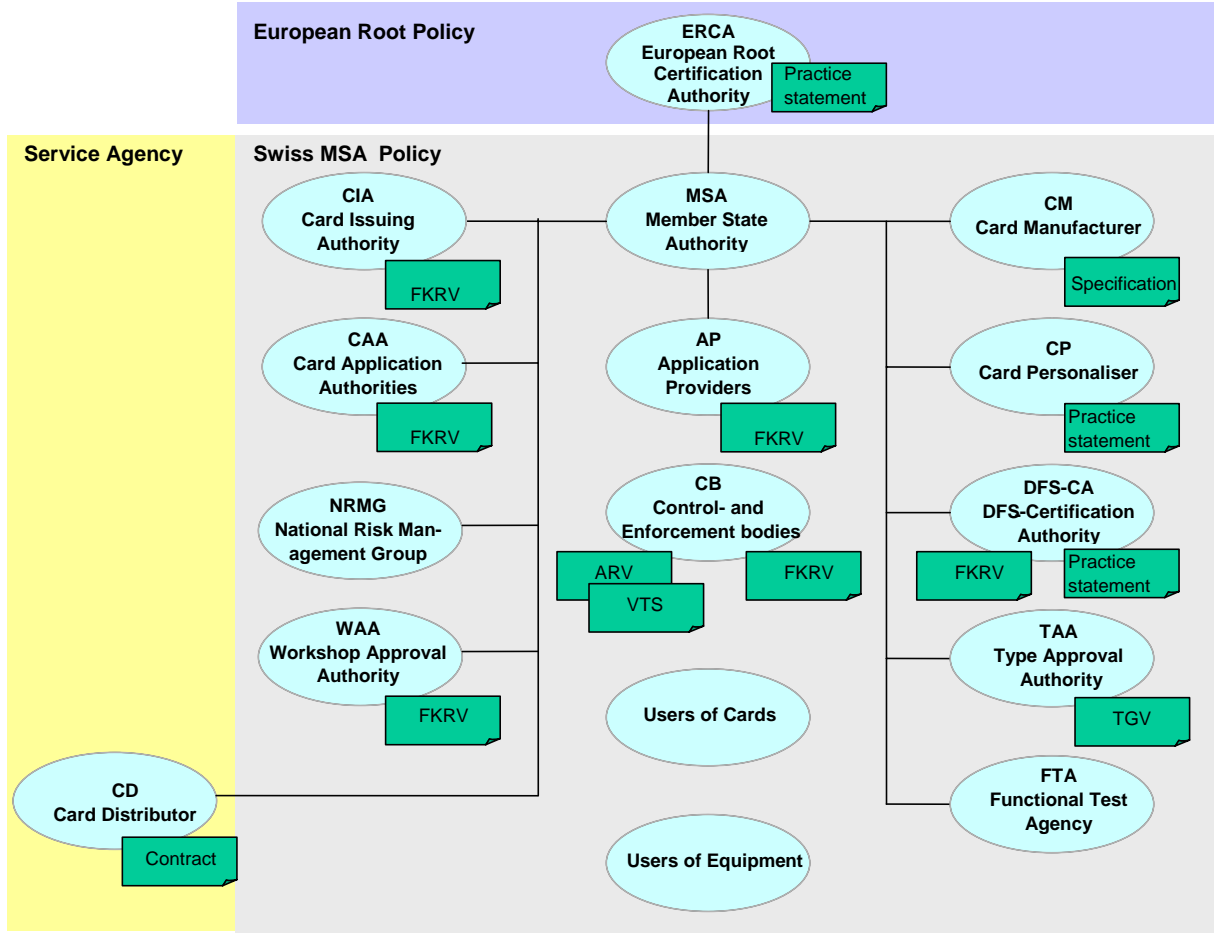 European Root Policy
ERCA
European Root
Certification
Authority
Practice
statement
Service Agency
Swiss MSA Policy
CIA
Card Issuing
Authority
FKRV
MSA
Member State
Authority
CM
Card Manufacturer
Specification
CAA
Card Application
Authorities
FKRV
AP
Application
Providers
FKRV
CP
Card Personaliser
Practice
statement
NRMG
National Risk Man-
agement Group
CB
Control- and
Enforcement bodies
ARV
VTS
FKRV
DFS-CA
DFS-Certification
Authority
FKRV
Practice
statement
WAA
Workshop Approval
Authority
FKRV
Users of Cards
TAA
Type Approval
Authority
TGV
CD
Card Distributor
Contract
Users of Equipment
FTA
Functional Test
Agency